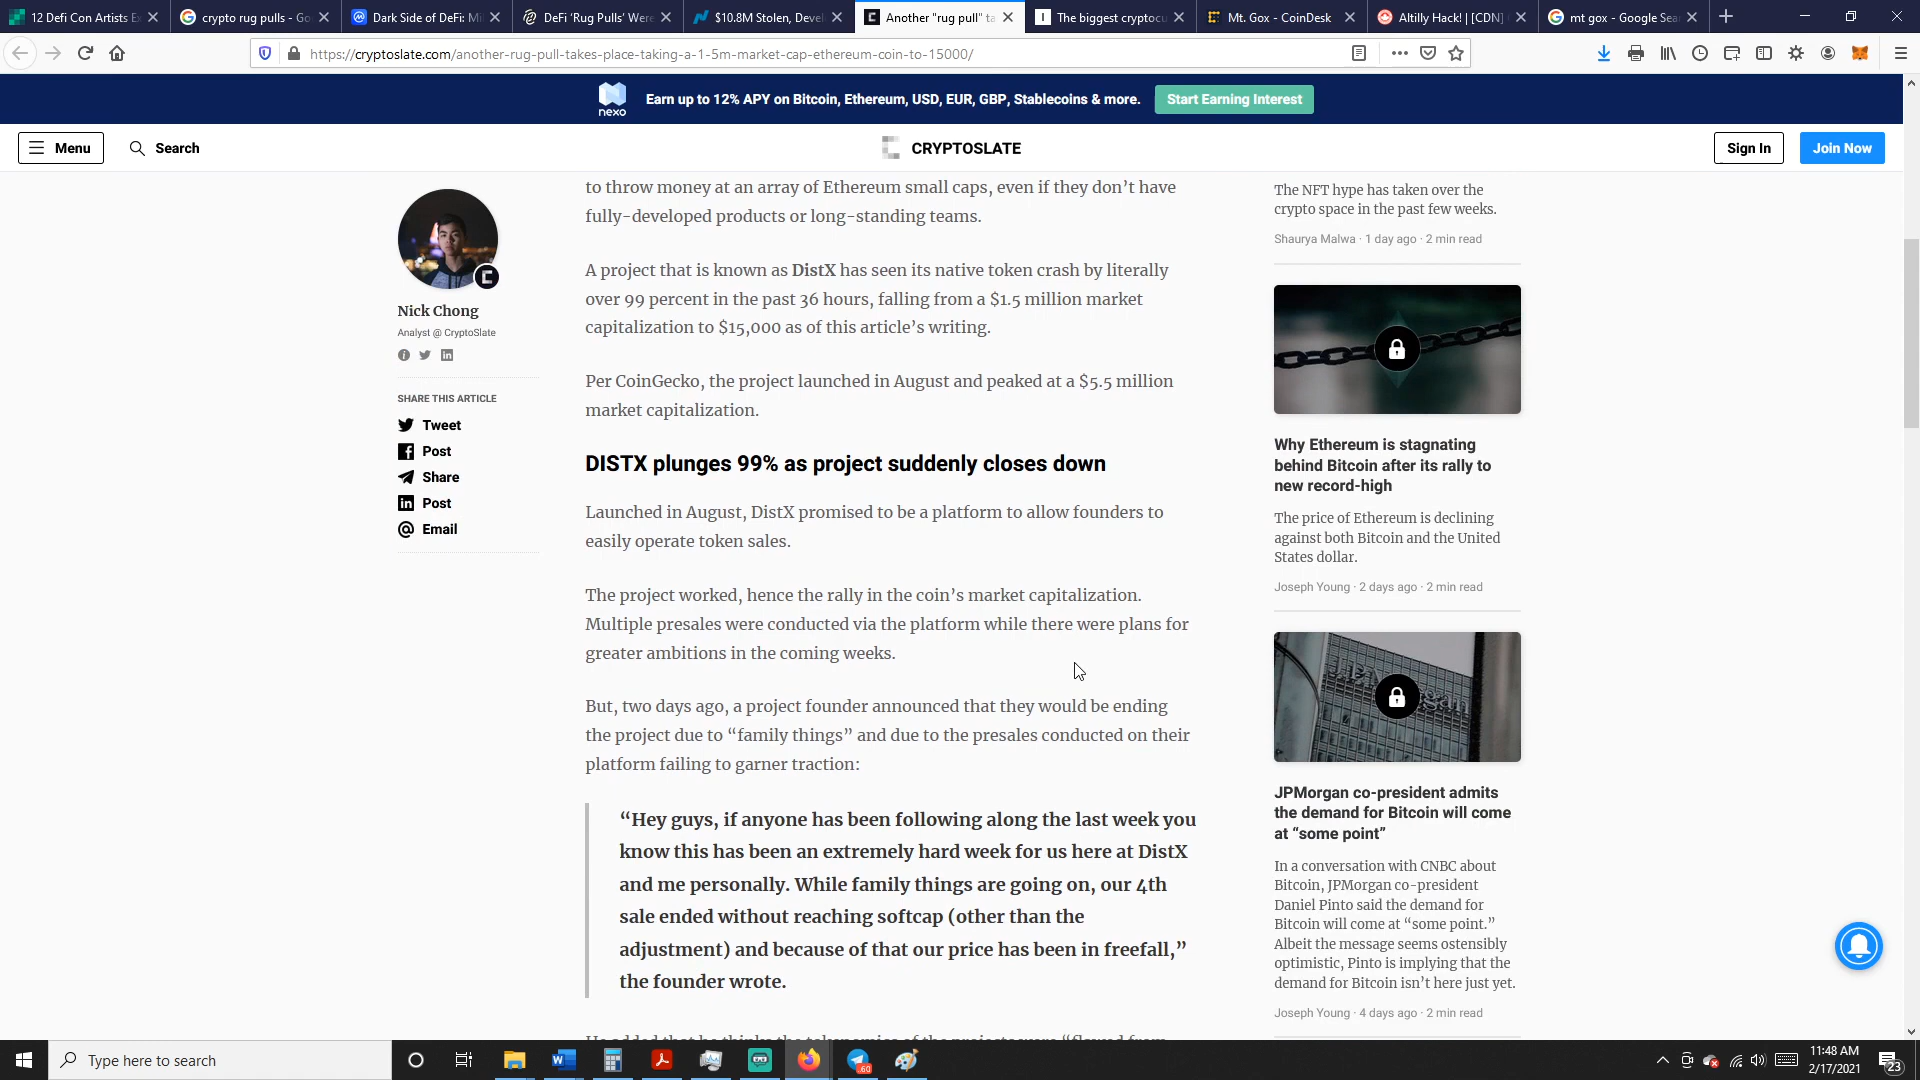 12 DeFi Con Artists Ex
crypto rug pulls - Go
Dark Side of DeFi: Mi
DeFi ‘Rug Pulls’ Were
$10.8M Stolen, Devel
Another "rug pull" ta
The biggest cryptocu
Mt. Gox - CoinDesk
Altilly Hack! | [CDN]
mt gox - Google Sea
https://cryptoslate.com/another-rug-pull-takes-place-taking-a-1-5m-market-cap-ethereum-coin-to-15000/
nexo
Earn up to 12% APY on Bitcoin, Ethereum, USD, EUR, GBP, Stablecoins & more.
Start Earning Interest
Menu
Search
CRYPTOSLATE
Sign In
Join Now
Nick Chong
Analyst @ CryptoSlate
SHARE THIS ARTICLE
Tweet
Post
Share
Post
Email
to throw money at an array of Ethereum small caps, even if they don’t have
fully-developed products or long-standing teams.
A project that is known as DistX has seen its native token crash by literally
over 99 percent in the past 36 hours, falling from a $1.5 million market
capitalization to $15,000 as of this article’s writing.
Per CoinGecko, the project launched in August and peaked at a $5.5 million
market capitalization.
DISTX plunges 99% as project suddenly closes down
Launched in August, DistX promised to be a platform to allow founders to
easily operate token sales.
The project worked, hence the rally in the coin’s market capitalization.
Multiple presales were conducted via the platform while there were plans for
greater ambitions in the coming weeks.
But, two days ago, a project founder announced that they would be ending
the project due to “family things” and due to the presales conducted on their
platform failing to garner traction:
“Hey guys, if anyone has been following along the last week you
know this has been an extremely hard week for us here at DistX
and me personally. While family things are going on, our 4th
sale ended without reaching softcap (other than the
adjustment) and because of that our price has been in freefall,”
the founder wrote.
The NFT hype has taken over the
crypto space in the past few weeks.
Shaurya Malwa · 1 day ago · 2 min read
Why Ethereum is stagnating
behind Bitcoin after its rally to
new record-high
The price of Ethereum is declining
against both Bitcoin and the United
States dollar.
Joseph Young · 2 days ago · 2 min read
J.P.Morgan
JPMorgan co-president admits
the demand for Bitcoin will come
at “some point”
In a conversation with CNBC about
Bitcoin, JPMorgan co-president
Daniel Pinto said the demand for
Bitcoin will come at “some point.”
Albeit the message seems ostensibly
optimistic, Pinto is implying that the
demand for Bitcoin isn’t here just yet.
Joseph Young · 4 days ago · 2 min read
Type here to search
.60
11:48 AM
2/17/2021
23